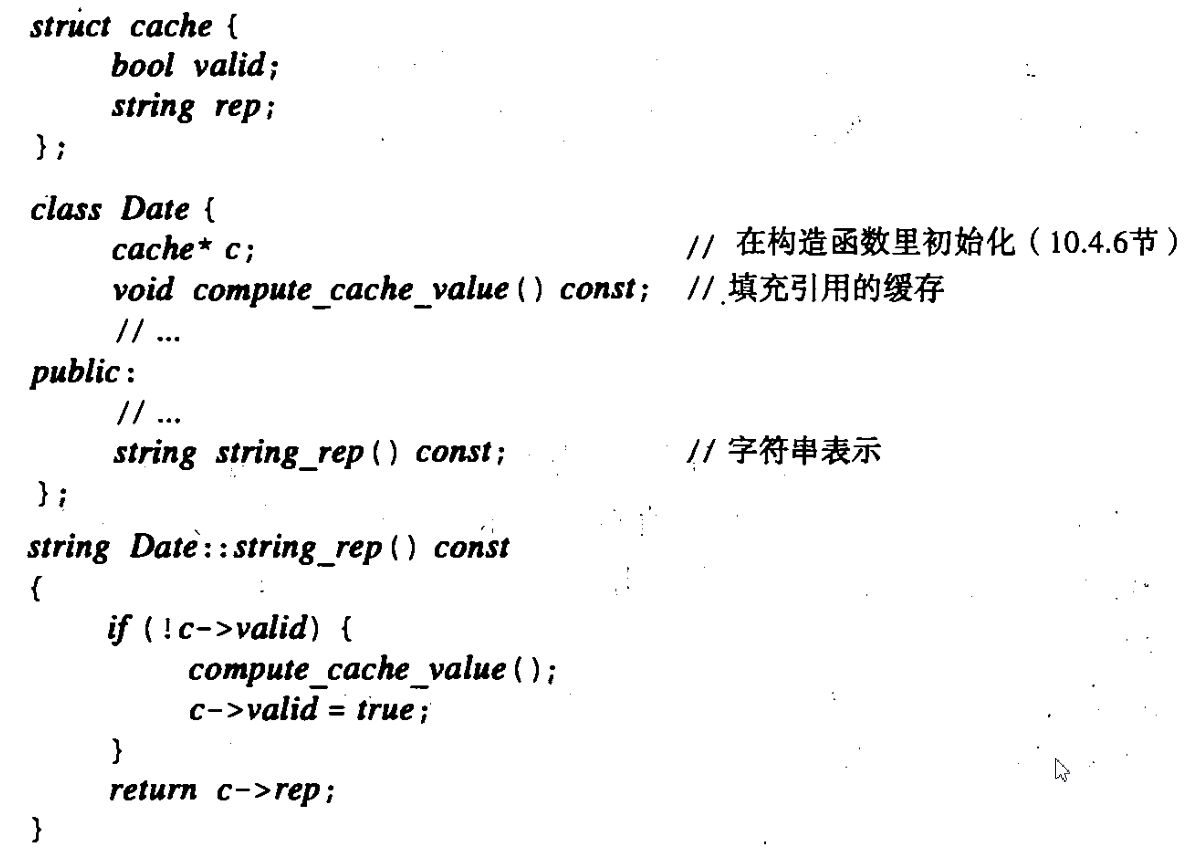 struct cache {
bool valid;
string rep;
};
class Date {
cache* c; // 在构造函数里初始化（10.4.6节）
void compute_cache_value() const; // 填充引用的缓存
// ...
public:
// ...
string string_rep() const; // 字符串表示
};
string Date::string_rep() const
{
if (!c->valid) {
compute_cache_value();
c->valid = true;
}
return c->rep;
}